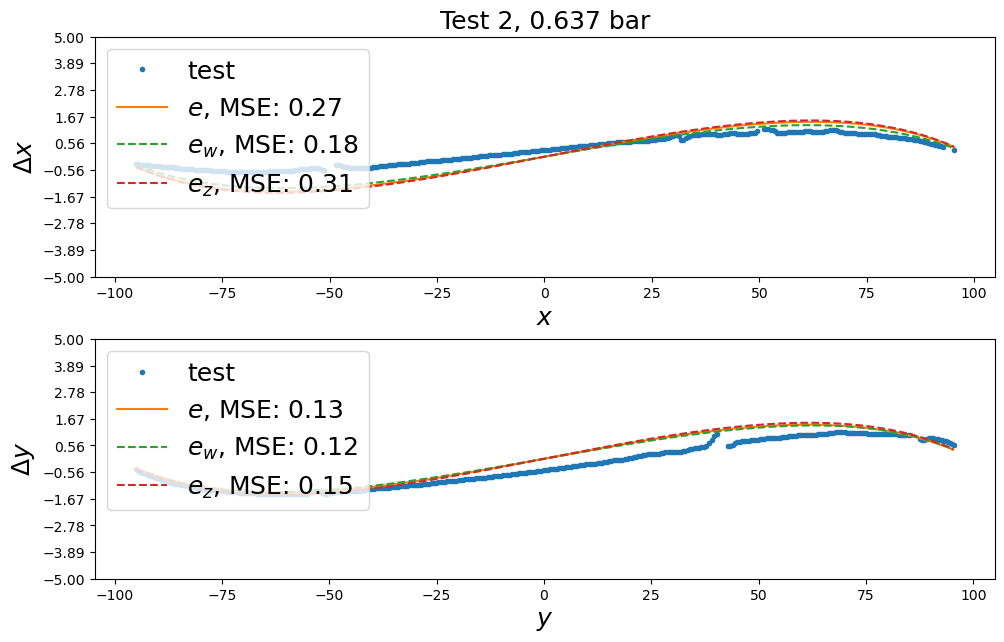 Test 2, 0.637 bar
5.00
3.89
2.78
1.67
0.56
−0.56
−1.67
−2.78
−3.89
−5.00
Δx
test
e, MSE: 0.27
e_w, MSE: 0.18
e_z, MSE: 0.31
−100 −75 −50 −25 0 25 50 75 100
x
5.00
3.89
2.78
1.67
0.56
−0.56
−1.67
−2.78
−3.89
−5.00
Δy
test
e, MSE: 0.13
e_w, MSE: 0.12
e_z, MSE: 0.15
−100 −75 −50 −25 0 25 50 75 100
y